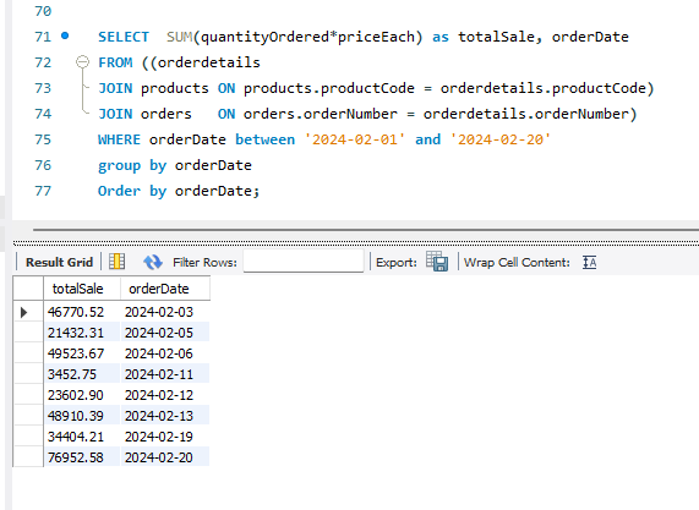 70
71 SELECT SUM(quantityOrdered*priceEach) as totalSale, orderDate
72 FROM ((orderdetails
73 JOIN products ON products.productCode = orderdetails.productCode)
74 JOIN orders ON orders.orderNumber = orderdetails.orderNumber)
75 WHERE orderDate between '2024-02-01' and '2024-02-20'
76 group by orderDate
77 Order by orderDate;
Result Grid Filter Rows: Export: Wrap Cell Content: IA
totalSale orderDate
46770.52 2024-02-03
21432.31 2024-02-05
49523.67 2024-02-06
3452.75 2024-02-11
23602.90 2024-02-12
48910.39 2024-02-13
34404.21 2024-02-19
76952.58 2024-02-20